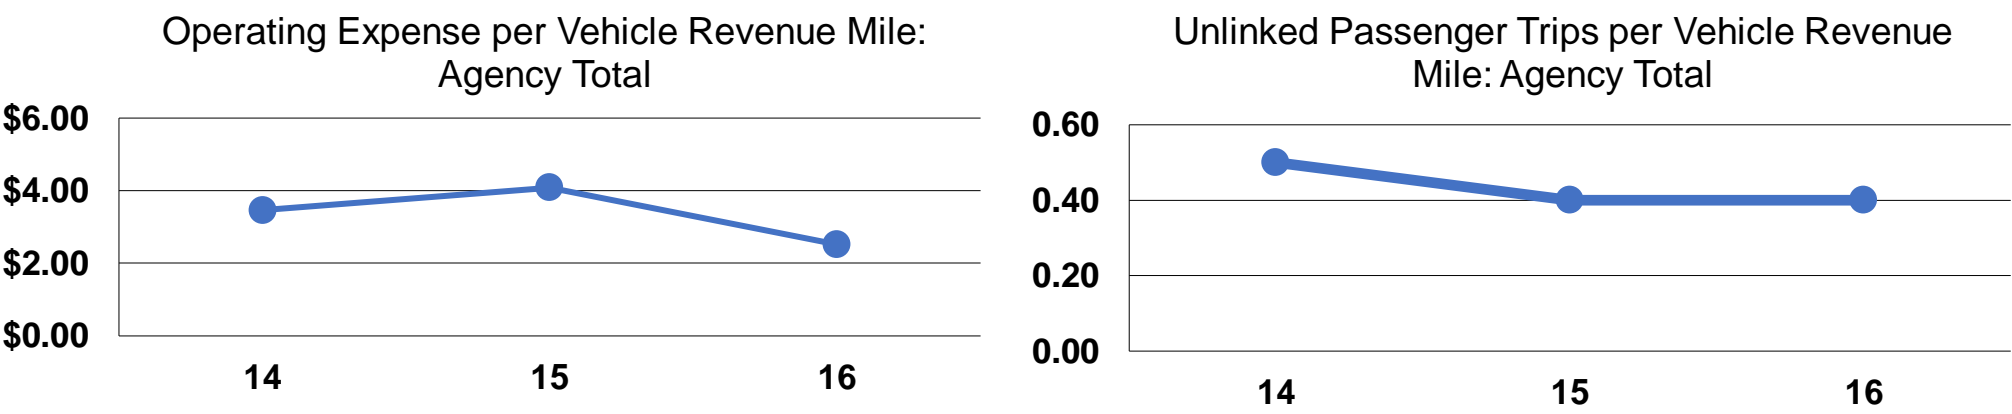 Operating Expense per Vehicle Revenue Mile:
Agency Total
$6.00
$4.00
$2.00
$0.00
14 15 16
Unlinked Passenger Trips per Vehicle Revenue
Mile: Agency Total
0.60
0.40
0.20
0.00
14 15 16